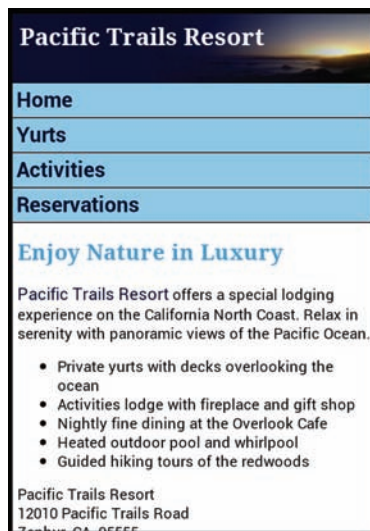 Pacific Trails Resort
Home
Yurts
Activities
Reservations
Enjoy Nature in Luxury
Pacific Trails Resort offers a special lodging
experience on the California North Coast. Relax in
serenity with panoramic views of the Pacific Ocean.
• Private yurts with decks overlooking the
ocean
• Activities lodge with fireplace and gift shop
• Nightly fine dining at the Overlook Cafe
• Heated outdoor pool and whirlpool
• Guided hiking tours of the redwoods
Pacific Trails Resort
12010 Pacific Trails Road
Zephyr, CA 95555